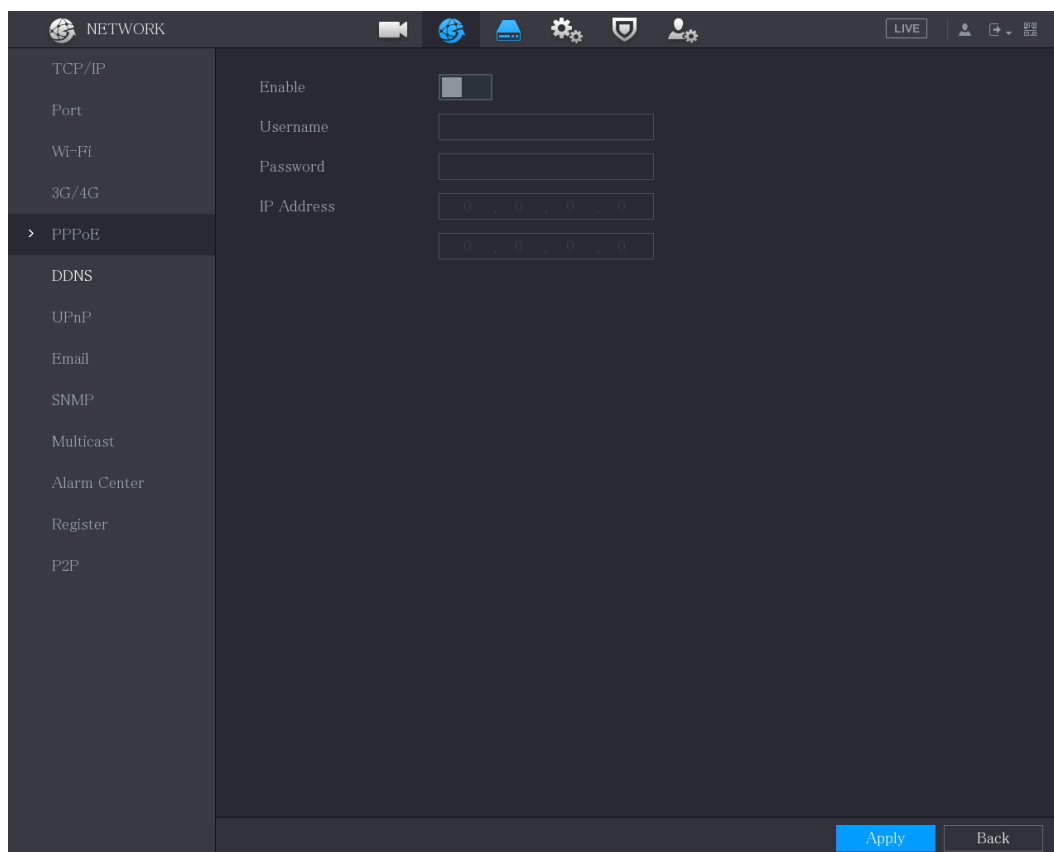 NETWORK
LIVE
TCP/IP
Port
Wi-Fi
3G/4G
PPPoE
DDNS
UPnP
Email
SNMP
Multicast
Alarm Center
Register
P2P
Enable
Username
Password
IP Address
0 . 0 . 0 . 0
0 . 0 . 0 . 0
Apply
Back